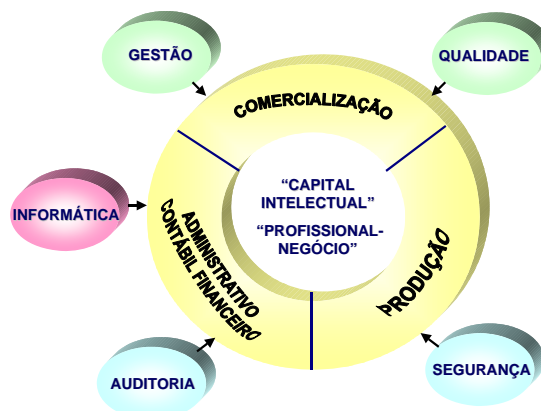 GESTÃO
QUALIDADE
COMERCIALIZAÇÃO
“CAPITAL
INTELECTUAL”
“PROFISSIONAL-
NEGÓCIO”
INFORMÁTICA
ADMINISTRATIVO
CONTÁBIL FINANCEIRO
PRODUÇÃO
AUDITORIA
SEGURANÇA